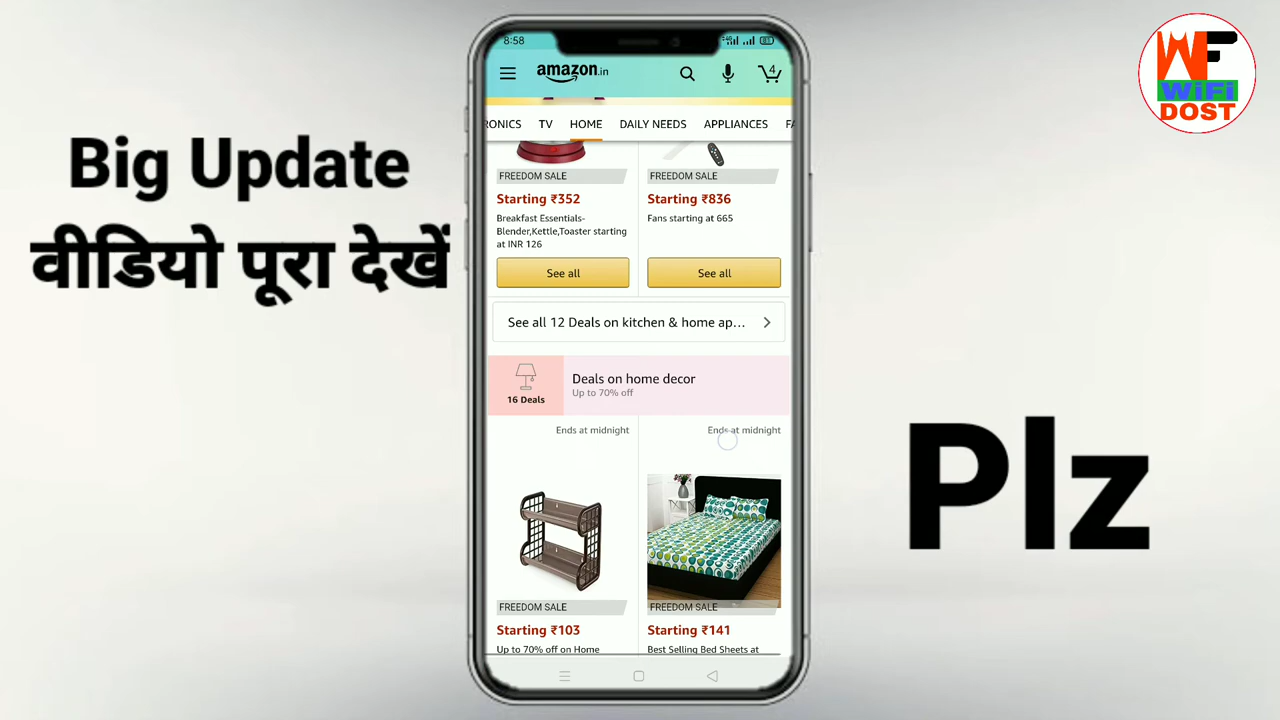 Big Update
वीडियो पूरा देखें
8:58
amazon.in
4
RONICS TV HOME DAILY NEEDS APPLIANCES FA
FREEDOM SALE
Starting ₹352
Breakfast Essentials-
Blender,Kettle,Toaster starting
at INR 126
See all
FREEDOM SALE
Starting ₹836
Fans starting at 665
See all
See all 12 Deals on kitchen & home ap...
16 Deals
Deals on home decor
Up to 70% off
Ends at midnight
Ends at midnight
FREEDOM SALE
Starting ₹103
Up to 70% off on Home
FREEDOM SALE
Starting ₹141
Best Selling Bed Sheets at
WF
WiFi
DOST
Plz